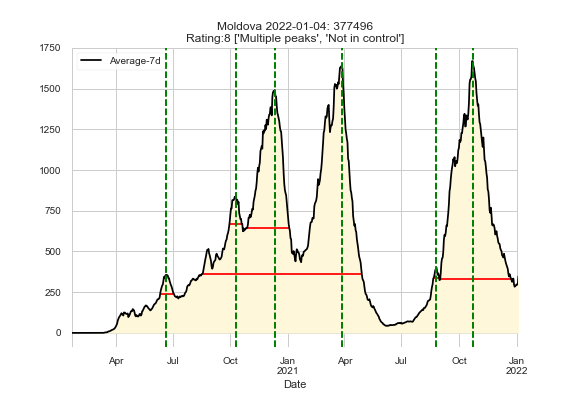 Moldova 2022-01-04: 377496
Rating:8 ['Multiple peaks', 'Not in control']
Average-7d
1750
1500
1250
1000
750
500
250
0
Apr Jul Oct Jan Apr Jul Oct Jan
2021 2022
Date